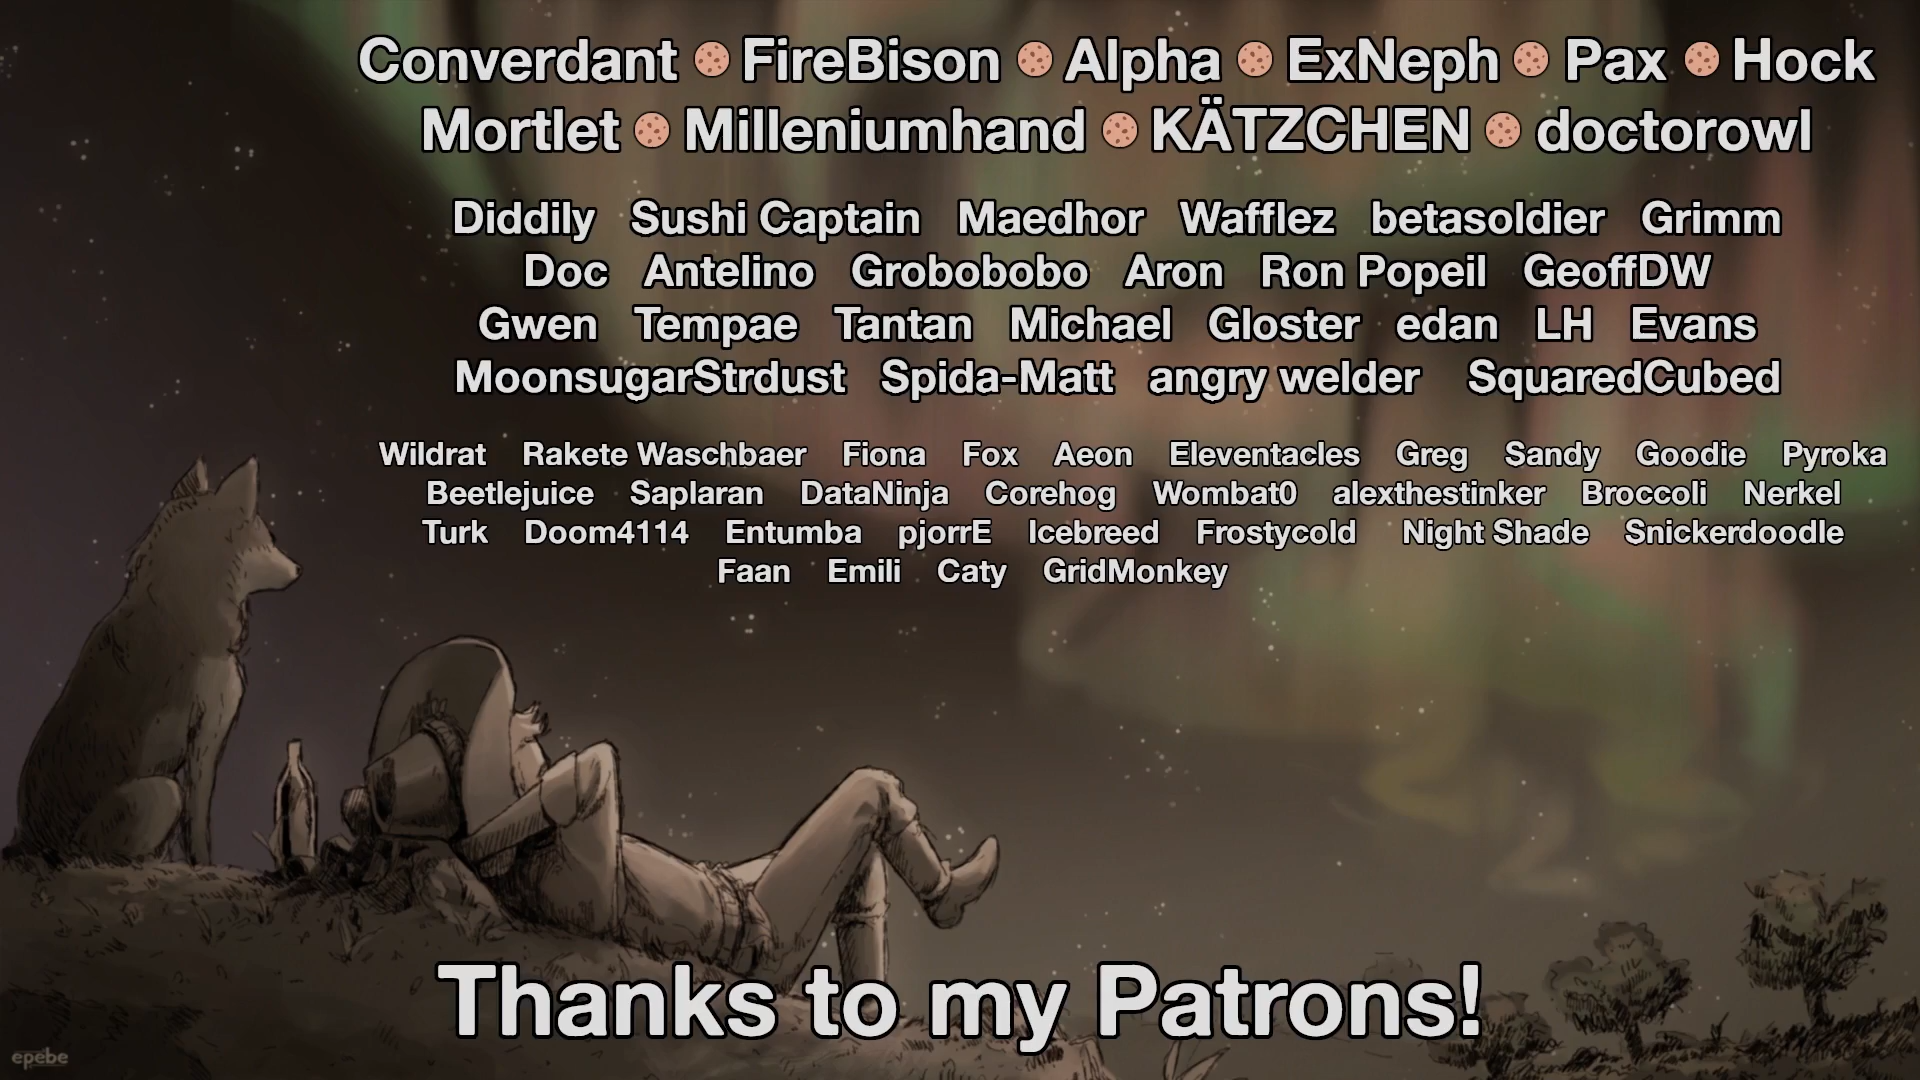 Converdant 🍪 FireBison 🍪 Alpha 🍪 ExNeph 🍪 Pax 🍪 Hock
Mortlet 🍪 Milleniumhand 🍪 KÄTZCHEN 🍪 doctorowl
Diddily Sushi Captain Maedhor Wafflez betasoldier Grimm
Doc Antelino Grobobobo Aron Ron Popeil GeoffDW
Gwen Tempae Tantan Michael Gloster edan LH Evans
MoonsugarStrdust Spida-Matt angry welder SquaredCubed
Wildrat Rakete Waschbaer Fiona Fox Aeon Eleventacles Greg Sandy Goodie Pyroka
Beetlejuice Saplaran DataNinja Corehog Wombat0 alexthestinker Broccoli Nerkel
Turk Doom4114 Entumba pjorrE Icebreed Frostycold Night Shade Snickerdoodle
Faan Emili Caty GridMonkey
Thanks to my Patrons!
epebe